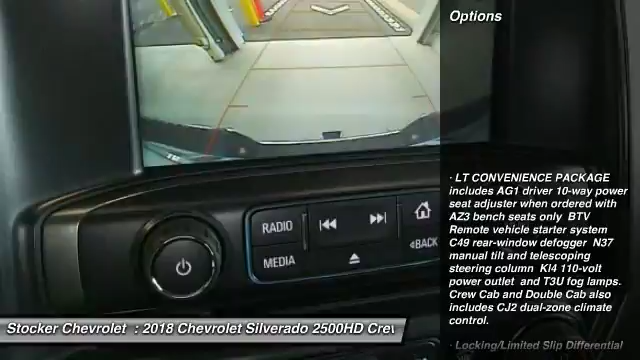 Options
· LT CONVENIENCE PACKAGE
includes AG1 driver 10-way power
seat adjuster when ordered with
AZ3 bench seats only BTV
Remote vehicle starter system
C49 rear-window defogger N37
manual tilt and telescoping
steering column KI4 110-volt
power outlet and T3U fog lamps.
Crew Cab and Double Cab also
includes CJ2 dual-zone climate
control.
· Locking/Limited Slip Differential
RADIO
MEDIA
<BACK
Stocker Chevrolet : 2018 Chevrolet Silverado 2500HD Crew